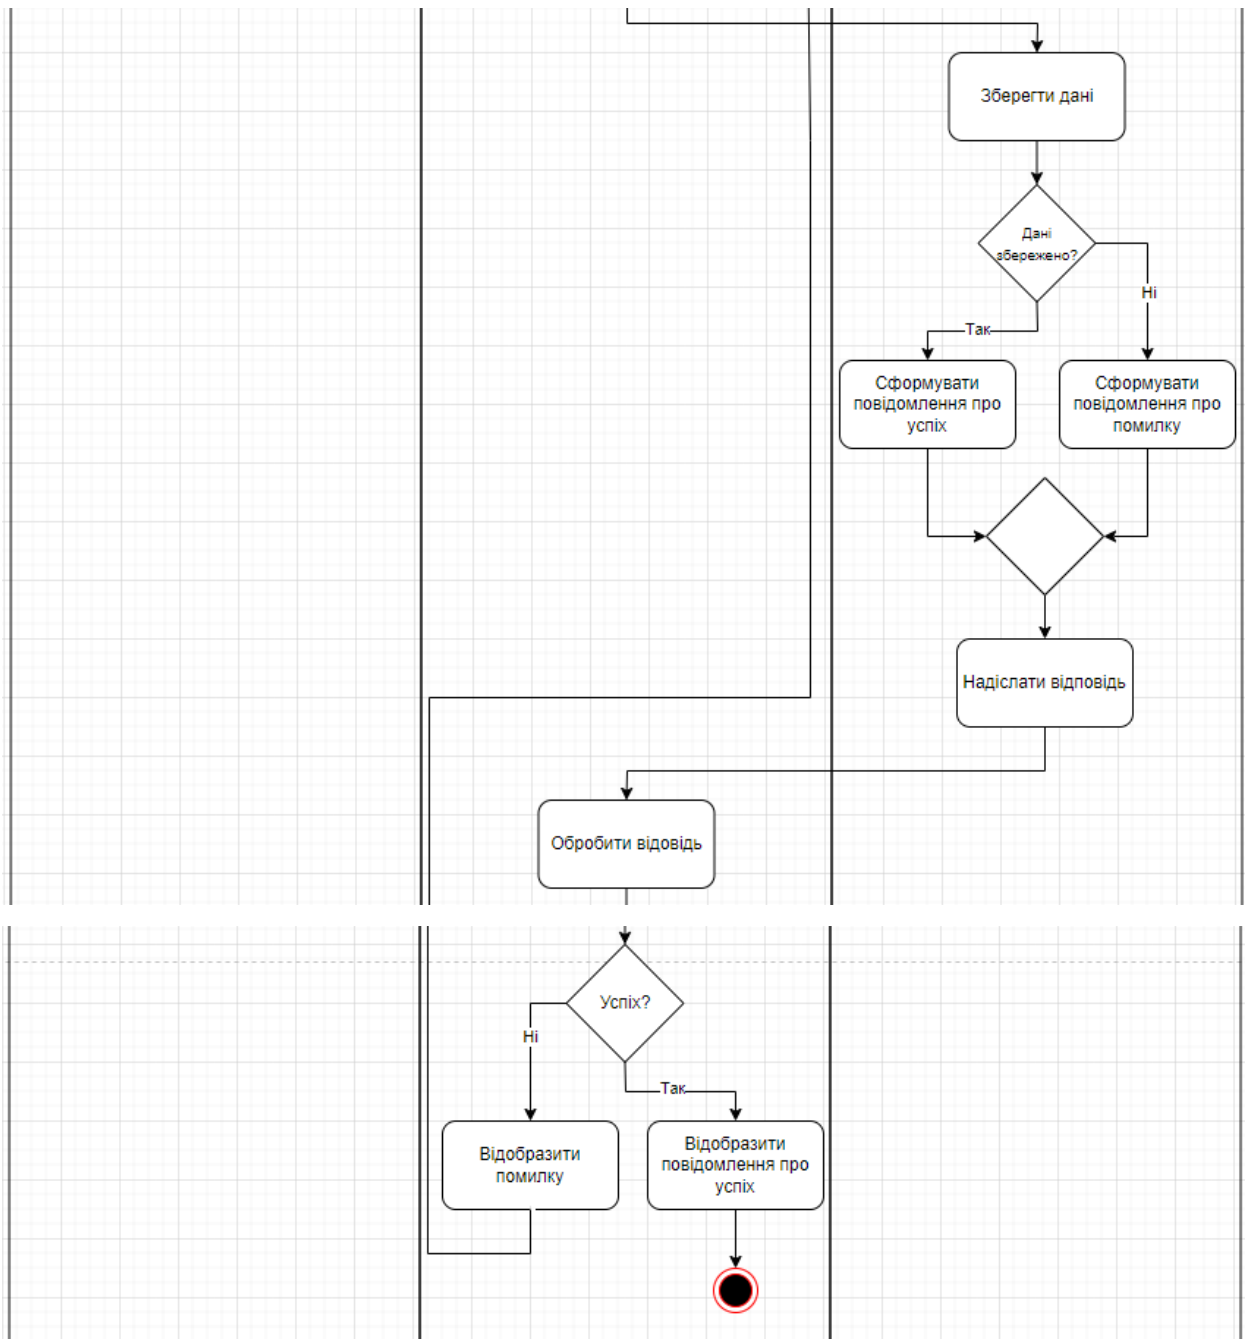 Зберегти дані
Дані
збережено?
Ні
Так
Сформувати
повідомлення про
успіх
Сформувати
повідомлення про
помилку
Надіслати відповідь
Обробити відовідь
Успіх?
Ні
Так
Відобразити
помилку
Відобразити
повідомлення про
успіх